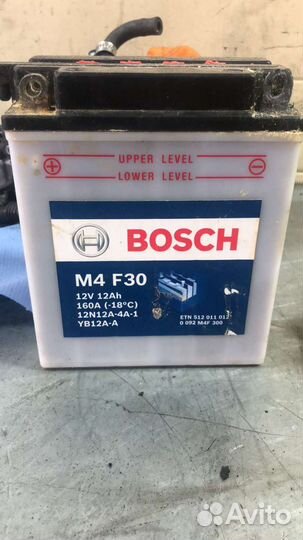 UPPER LEVEL
LOWER LEVEL
BOSCH
M4 F30
12V 12Ah
160A (-18°C)
12N12A-4A-1
YB12A-A
ETN 512 011 012
0 092 M4F 300
Avito